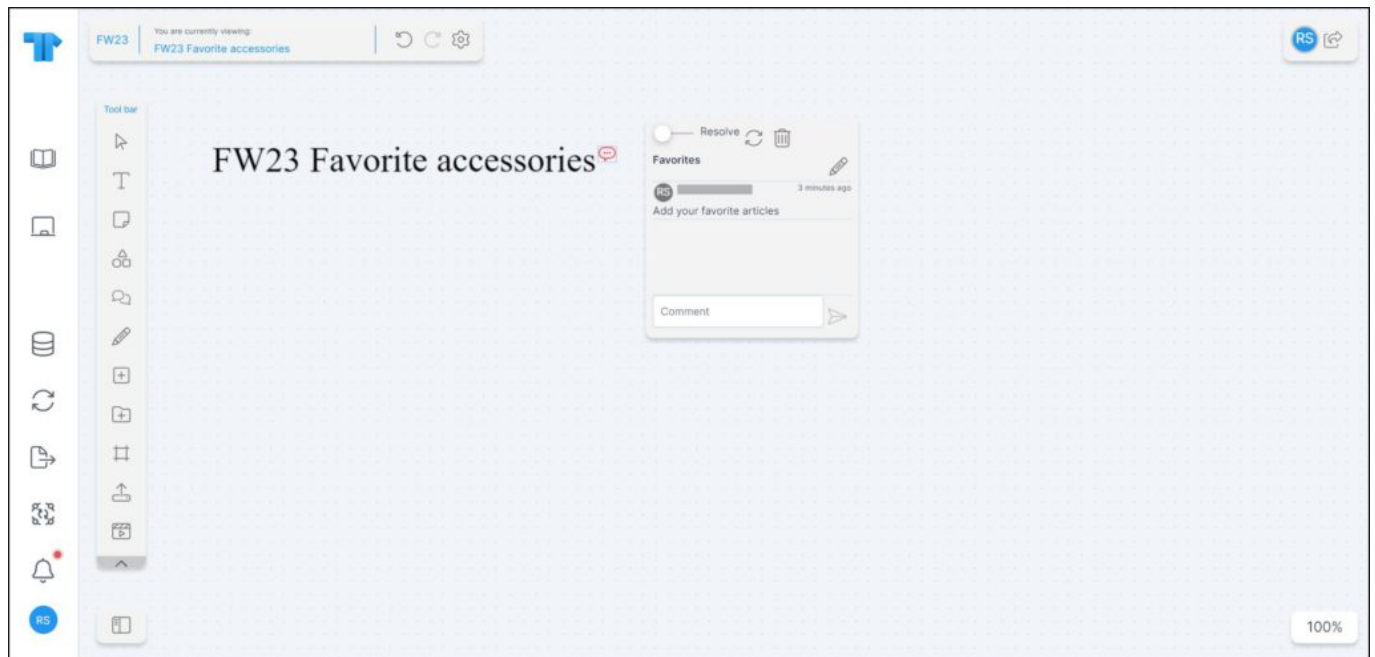 FW23
You are currently viewing:
FW23 Favorite accessories
RS
Tool bar
FW23 Favorite accessories
Resolve
Favorites
RS
3 minutes ago
Add your favorite articles
Comment
RS
100%